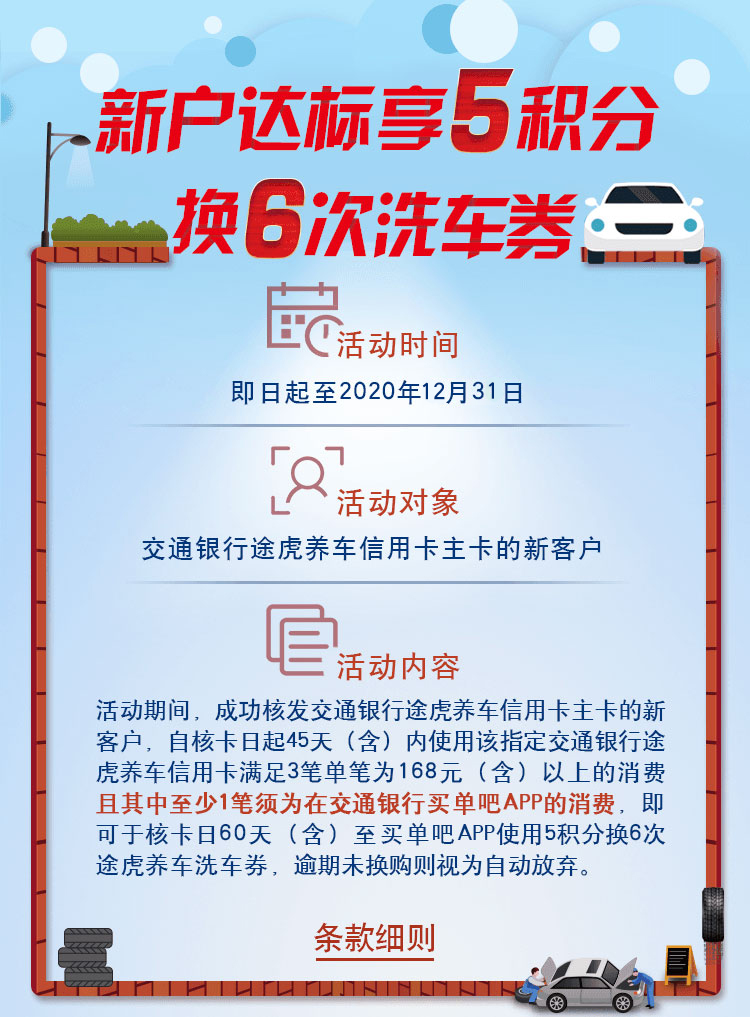 新户达标享5积分
换6次洗车券
活动时间
即日起至2020年12月31日
活动对象
交通银行途虎养车信用卡主卡的新客户
活动内容
活动期间，成功核发交通银行途虎养车信用卡主卡的新
客户，自核卡日起45天（含）内使用该指定交通银行途
虎养车信用卡满足3笔单笔为168元（含）以上的消费
且其中至少1笔须为在交通银行买单吧APP的消费，即
可于核卡日60天（含）至买单吧APP使用5积分换6次
途虎养车洗车券，逾期未换购则视为自动放弃。
条款细则